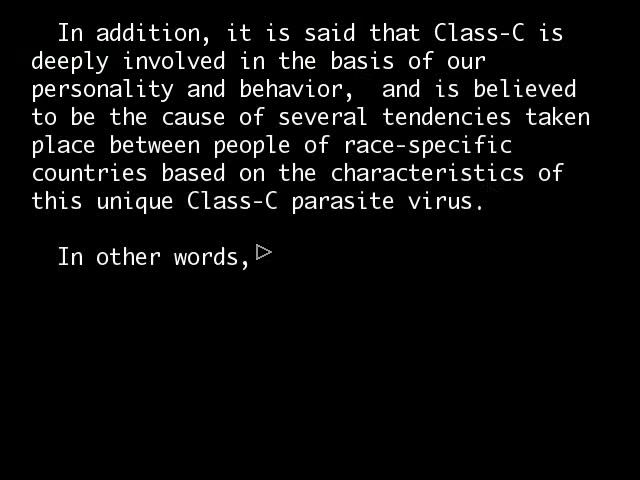 In addition, it is said that Class-C is
deeply involved in the basis of our
personality and behavior,  and is believed
to be the cause of several tendencies taken
place between people of race-specific
countries based on the characteristics of
this unique Class-C parasite virus.
In other words,